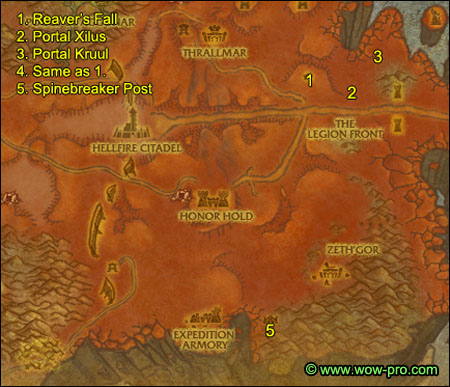 1. Reaver's Fall
2. Portal Xilus
3. Portal Kruul
4. Same as 1.
5. Spinebreaker Post
AR
THRALLMAR
3
1
2
THE
LEGION FRONT
HELLFIRE CITADEL
HONOR HOLD
ZETH'GOR
EXPEDITION
ARMORY
5
© www.wow-pro.com